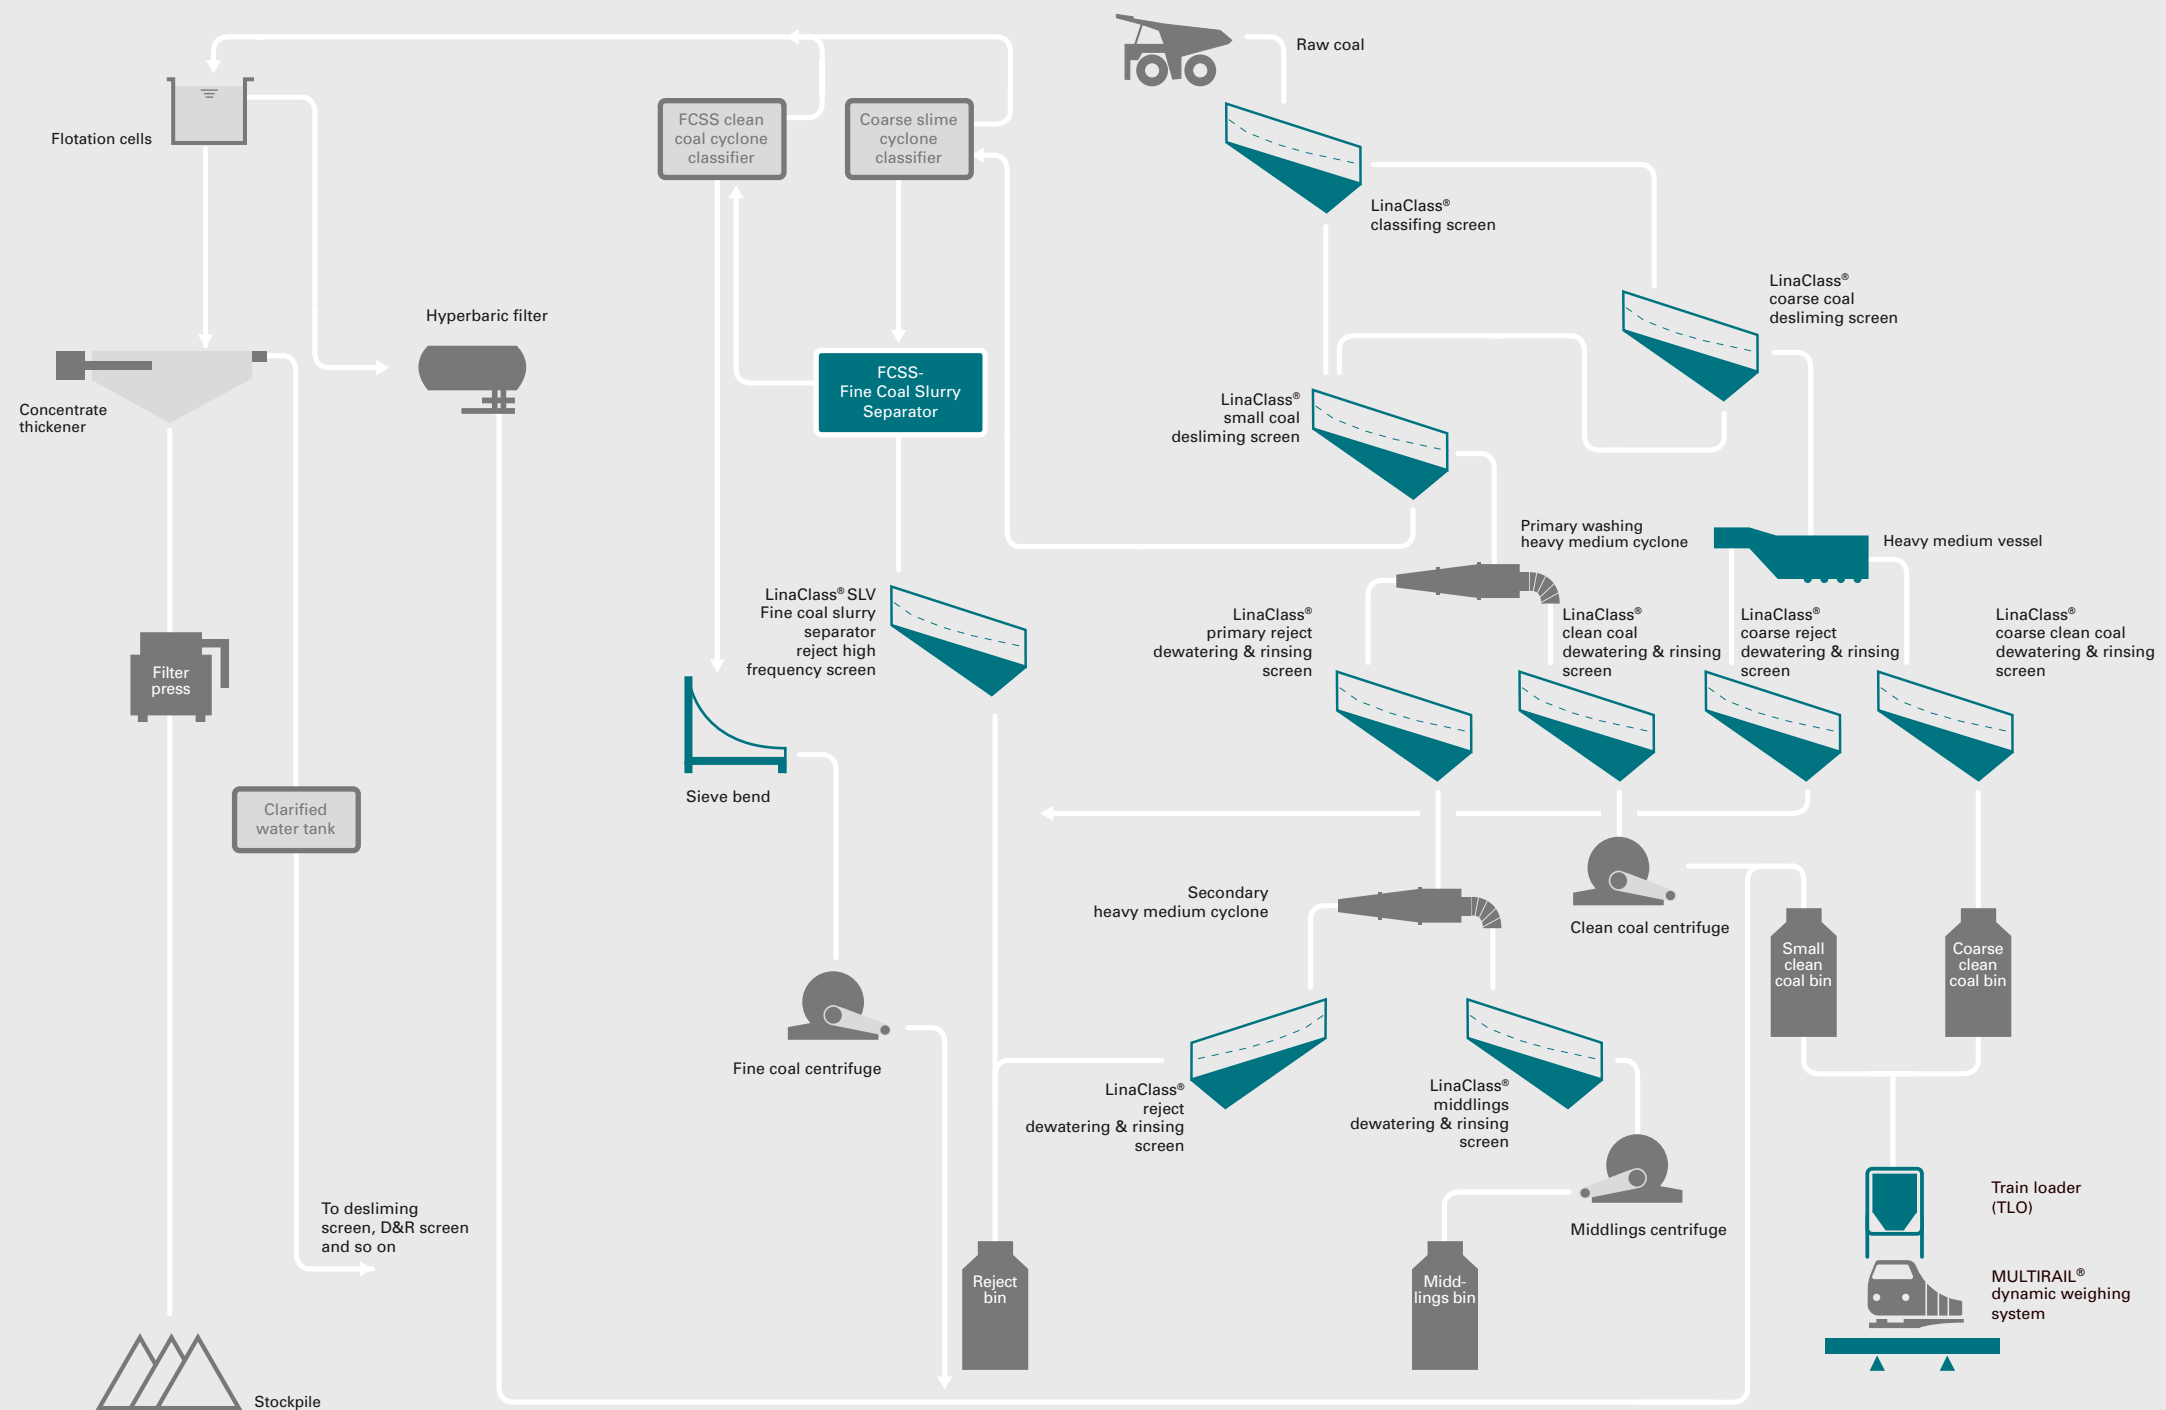 Raw coal
FCSS clean
coal cyclone
classifier
Coarse slime
cyclone
classifier
Flotation cells
LinaClass®
classifing screen
LinaClass®
coarse coal
desliming screen
Hyperbaric filter
FCSS-
Fine Coal Slurry
Separator
Concentrate
thickener
LinaClass®
small coal
desliming screen
Primary washing
heavy medium cyclone
Heavy medium vessel
LinaClass® SLV
Fine coal slurry
separator
reject high
frequency screen
LinaClass®
primary reject
dewatering & rinsing
screen
LinaClass®
clean coal
dewatering & rinsing
screen
LinaClass®
coarse reject
dewatering & rinsing
screen
LinaClass®
coarse clean coal
dewatering & rinsing
screen
Filter
press
Sieve bend
Clarified
water tank
Secondary
heavy medium cyclone
Clean coal centrifuge
Small
clean
coal bin
Coarse
clean
coal bin
Fine coal centrifuge
LinaClass®
reject
dewatering & rinsing
screen
LinaClass®
middlings
dewatering & rinsing
screen
To desliming
screen, D&R screen
and so on
Middlings centrifuge
Train loader
(TLO)
Reject
bin
Midd-
lings bin
MULTIRAIL®
dynamic weighing
system
Stockpile